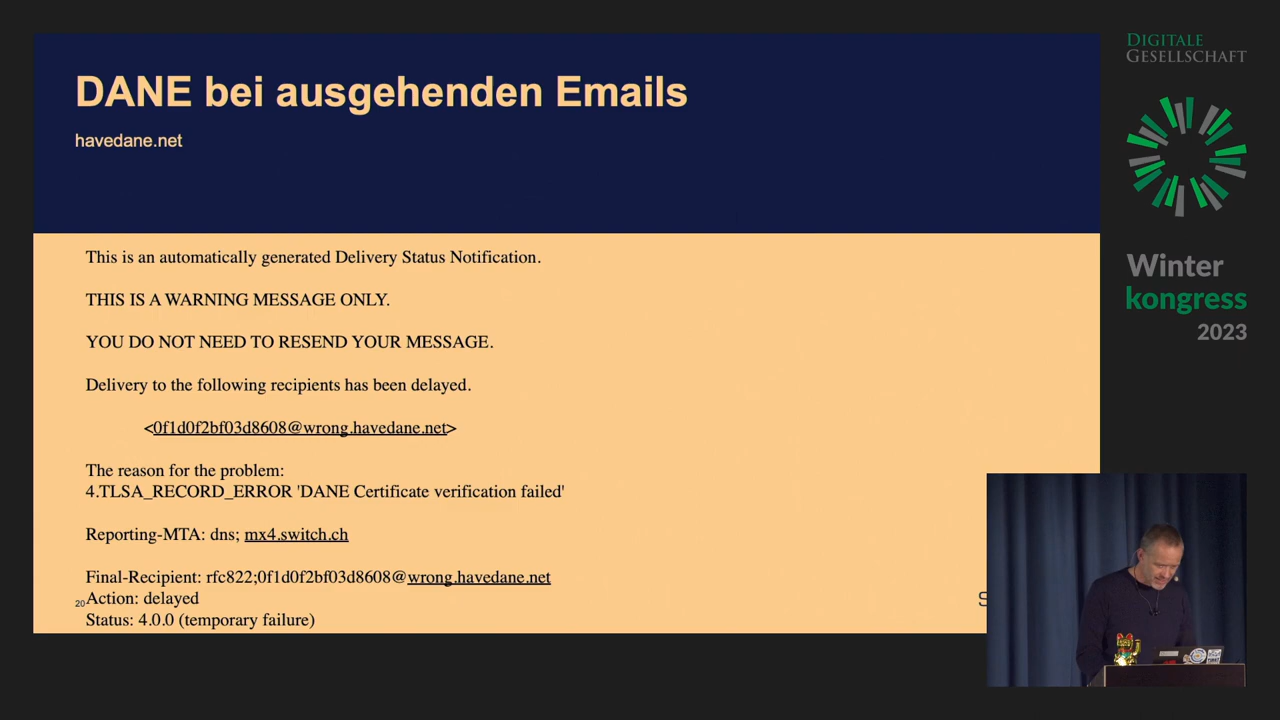 DANE bei ausgehenden Emails
havedane.net
This is an automatically generated Delivery Status Notification.
THIS IS A WARNING MESSAGE ONLY.
YOU DO NOT NEED TO RESEND YOUR MESSAGE.
Delivery to the following recipients has been delayed.
<0f1d0f2bf03d8608@wrong.havedane.net>
The reason for the problem:
4.TLSA_RECORD_ERROR 'DANE Certificate verification failed'
Reporting-MTA: dns; mx4.switch.ch
Final-Recipient: rfc822;0f1d0f2bf03d8608@wrong.havedane.net
20
Action: delayed
Status: 4.0.0 (temporary failure)
DIGITALE
GESELLSCHAFT
Winter
kongress
2023